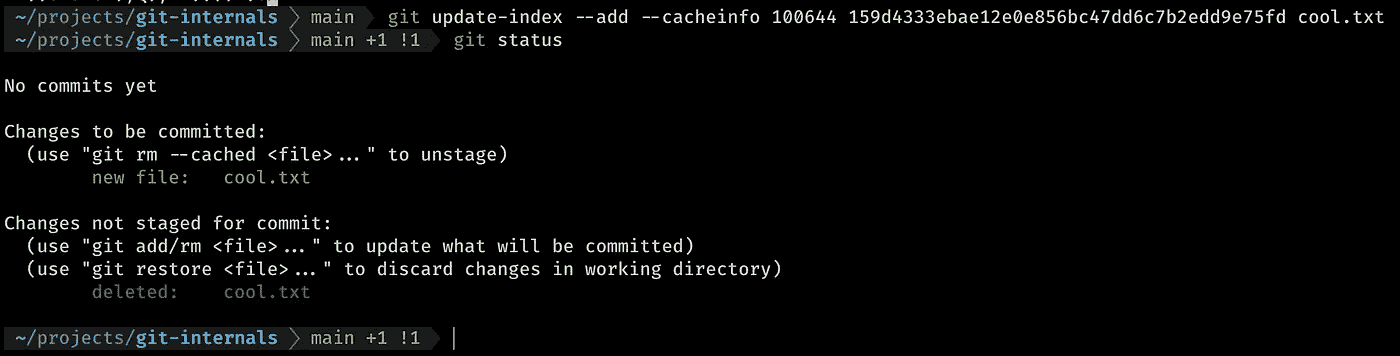 ~/projects/git-internals main git update-index --add --cacheinfo 100644 159d4333ebae12e0e856bc47dd6c7b2edd9e75fd cool.txt
~/projects/git-internals main +1 !1 git status
No commits yet
Changes to be committed:
(use "git rm --cached <file>..." to unstage)
new file: cool.txt
Changes not staged for commit:
(use "git add/rm <file>..." to update what will be committed)
(use "git restore <file>..." to discard changes in working directory)
deleted: cool.txt
~/projects/git-internals main +1 !1